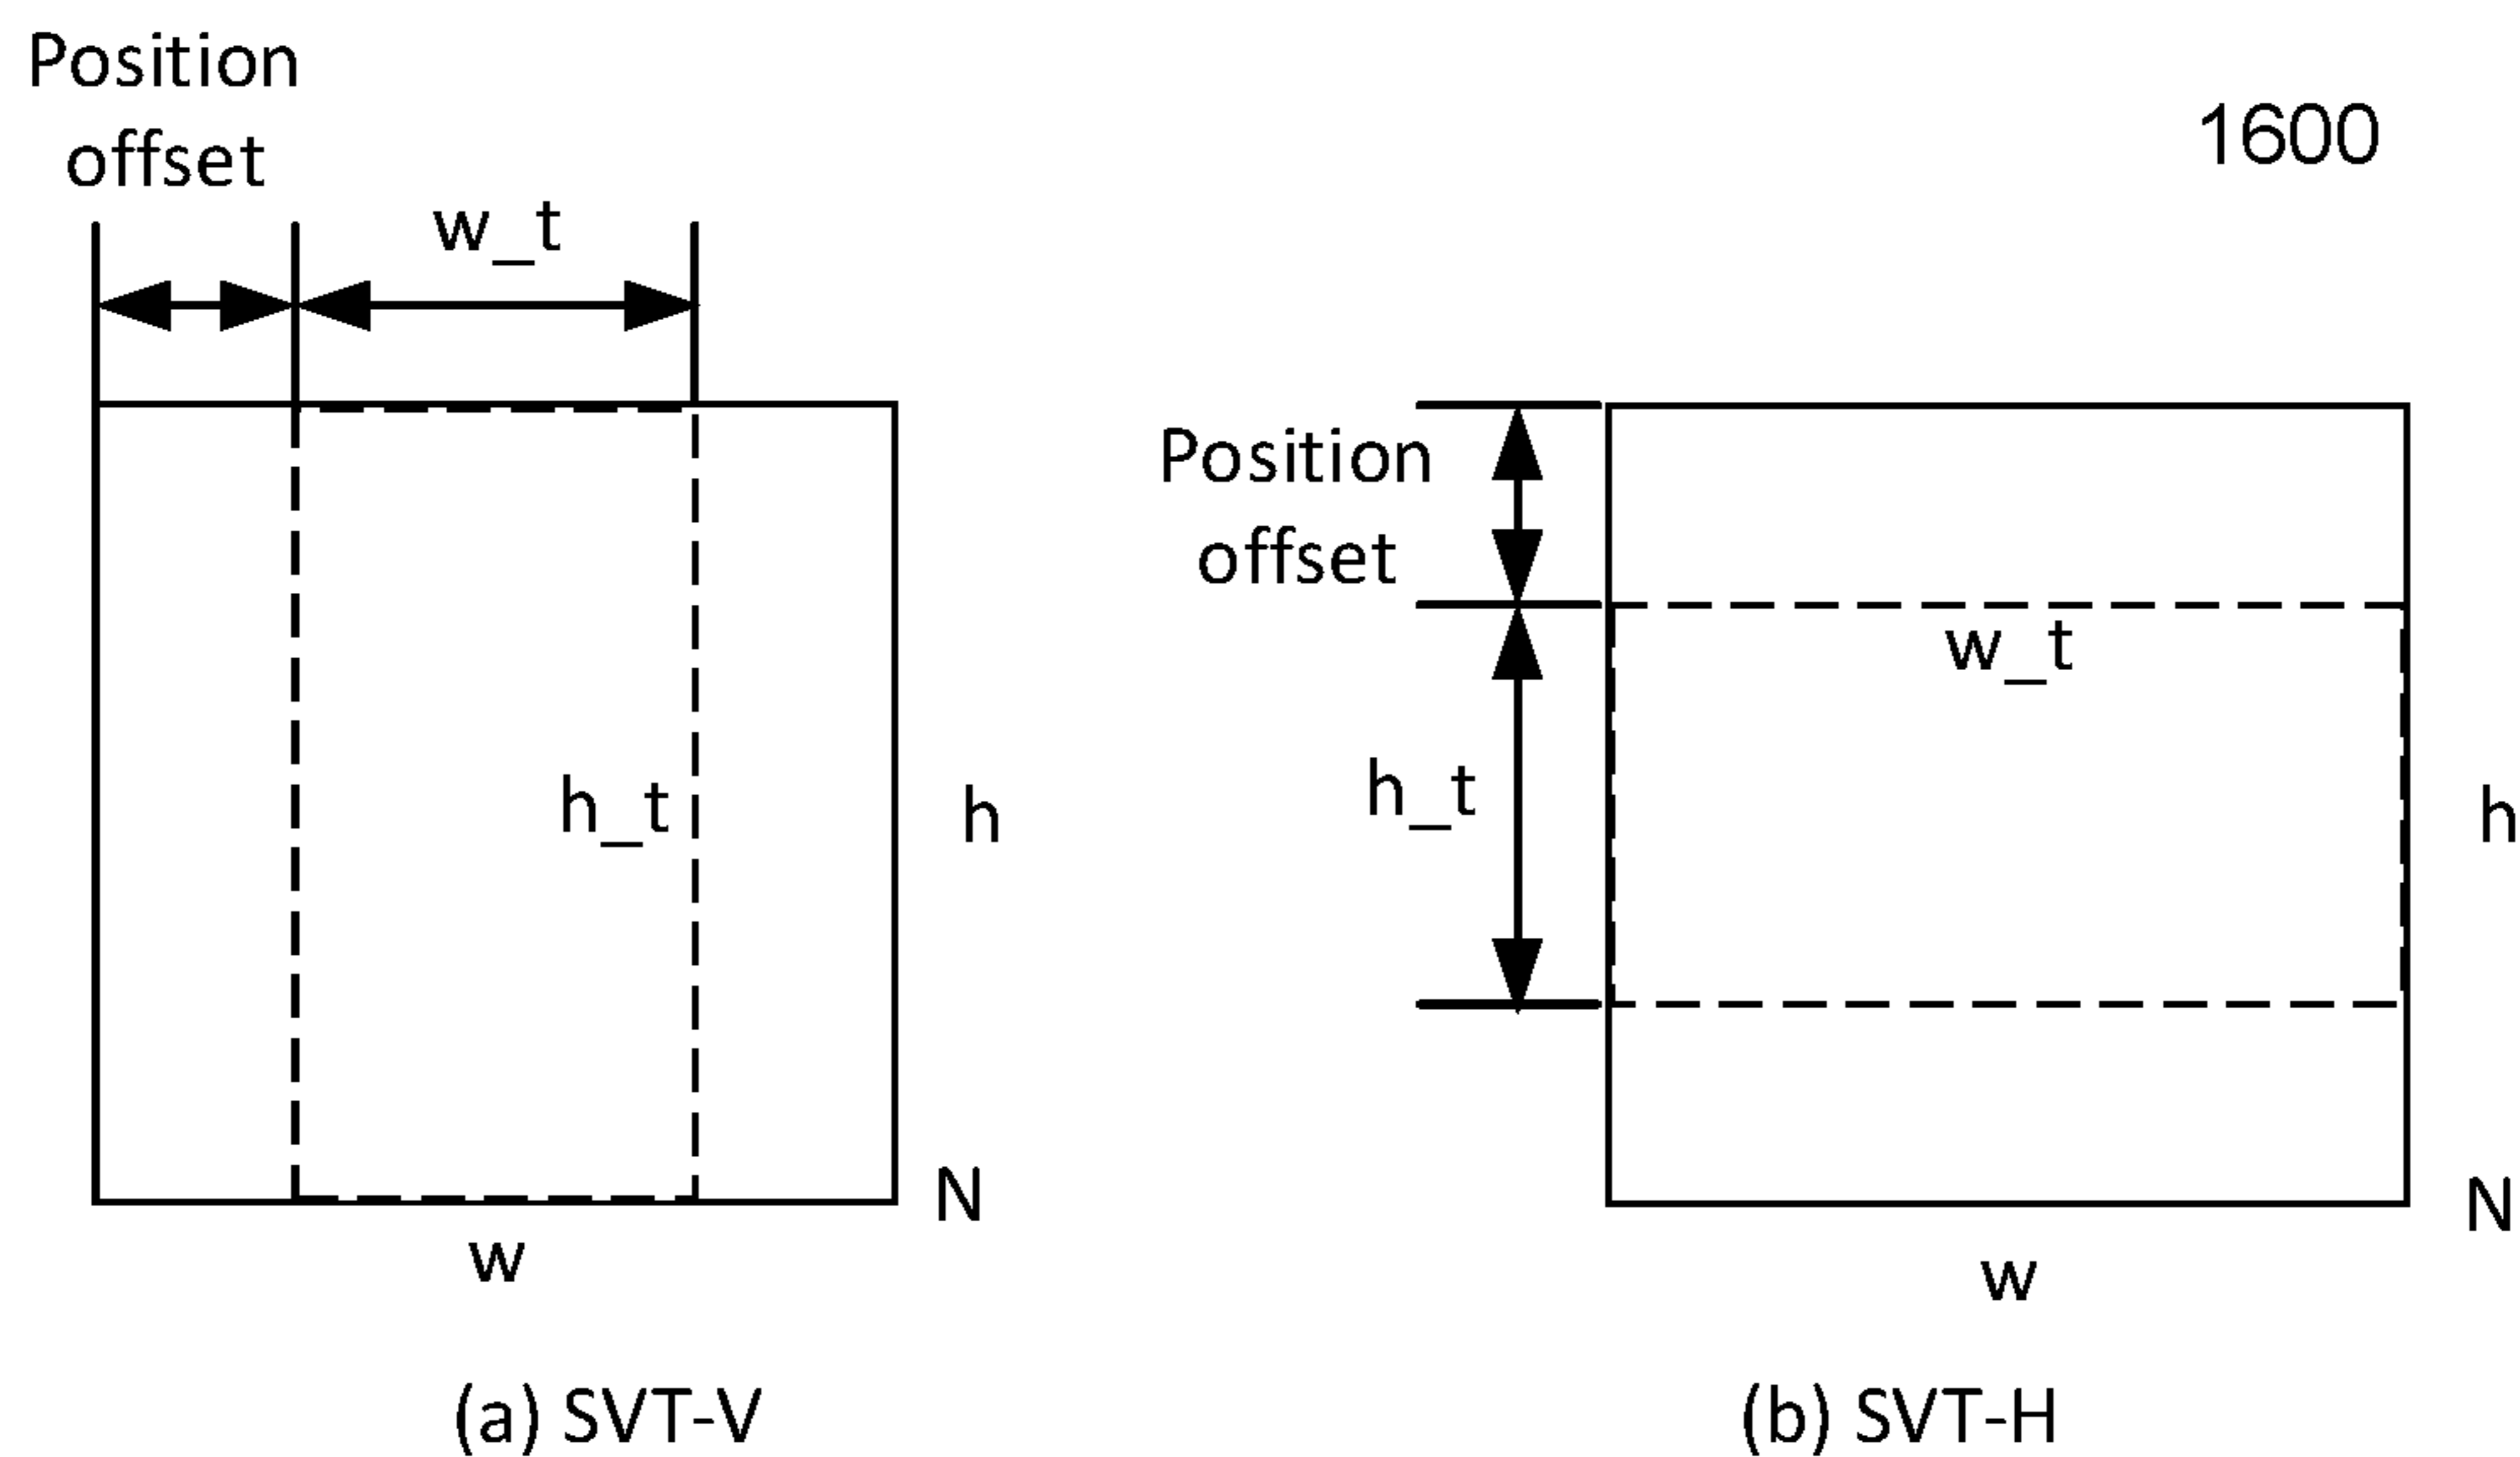 Position
offset
w_t
1600
h_t
h
N
w
(a) SVT-V
Position
offset
w_t
h_t
h
N
w
(b) SVT-H